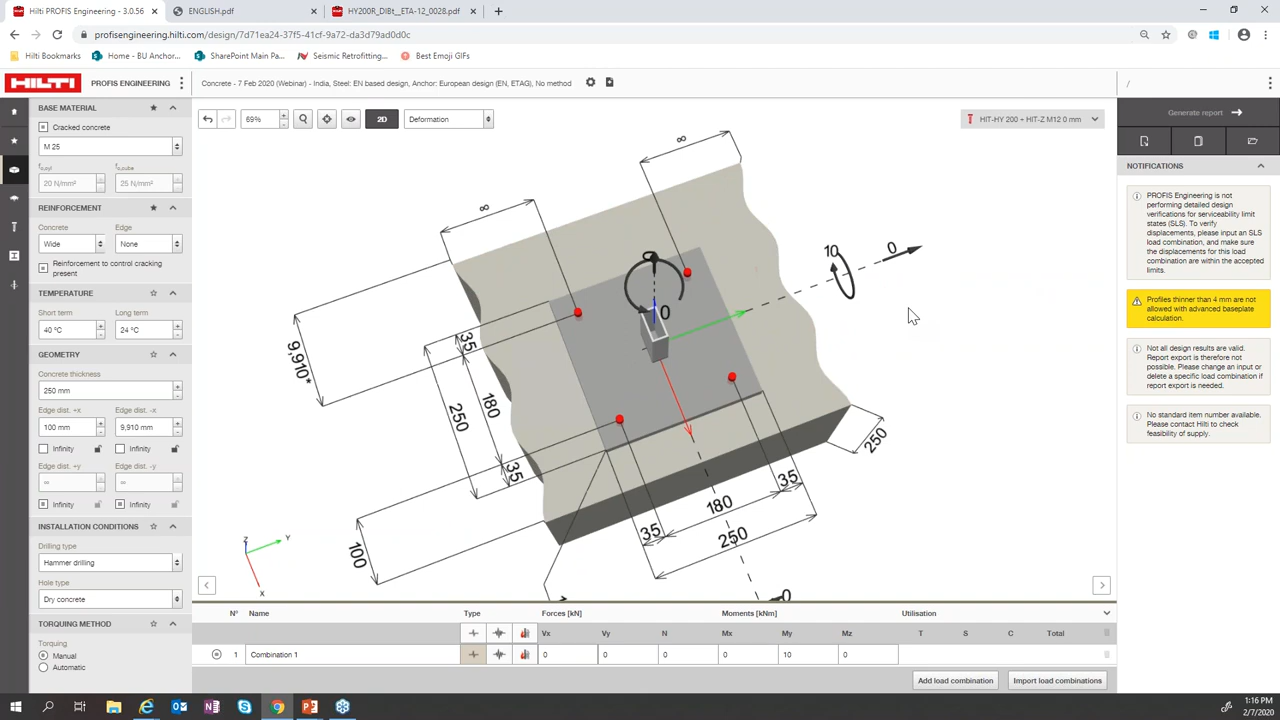 Hilti PROFIS Engineering - 3.0.56
ENGLISH.pdf
HY200R_DIBt_ETA-12_0028.pdf
profisengineering.hilti.com/design/7d71ea24-37f5-41cf-9a72-da3d79ad0d0c
Hilti Bookmarks
Home - BU Anchor...
SharePoint Main Pa...
Seismic Retrofitting...
Best Emoji GIFs
HILTI
PROFIS ENGINEERING
Concrete - 7 Feb 2020 (Webinar) - India, Steel: EN based design, Anchor: European design (EN, ETAG), No method
/
BASE MATERIAL
Cracked concrete
M 25
fc,cyl
fc,cube
20 N/mm²
25 N/mm²
REINFORCEMENT
Concrete
Edge
Wide
None
Reinforcement to control cracking present
TEMPERATURE
Short term
Long term
40 ºC
24 ºC
GEOMETRY
Concrete thickness
250 mm
Edge dist. +x
Edge dist. -x
100 mm
9,910 mm
Infinity
Infinity
Edge dist. +y
Edge dist. -y
∞
∞
Infinity
Infinity
INSTALLATION CONDITIONS
Drilling type
Hammer drilling
Hole type
Dry concrete
TORQUING METHOD
Torquing
Manual
Automatic
69%
2D
Deformation
HIT-HY 200 + HIT-Z M12 0 mm
∞
∞
10
0
0
0
9,910*
35
180
250
35
100
35
180
35
250
250
0
Z
Y
X
Generate report
NOTIFICATIONS
PROFIS Engineering is not
performing detailed design
verifications for serviceability limit
states (SLS). To verify
displacements, please input an SLS
load combination, and make sure
the displacements for this load
combination are within the accepted
limits.
Profiles thinner than 4 mm are not
allowed with advanced baseplate
calculation.
Not all design results are valid.
Report export is therefore not
possible. Please change an input or
delete a specific load combination if
report export is needed.
No standard item number available.
Please contact Hilti to check
feasibility of supply.
N° Name Type Forces [kN] Moments [kNm] Utilisation
Vx Vy N Mx My Mz T S C Total
1 Combination 1 0 0 0 0 10 0
Add load combination
Import load combinations
1:16 PM
2/7/2020